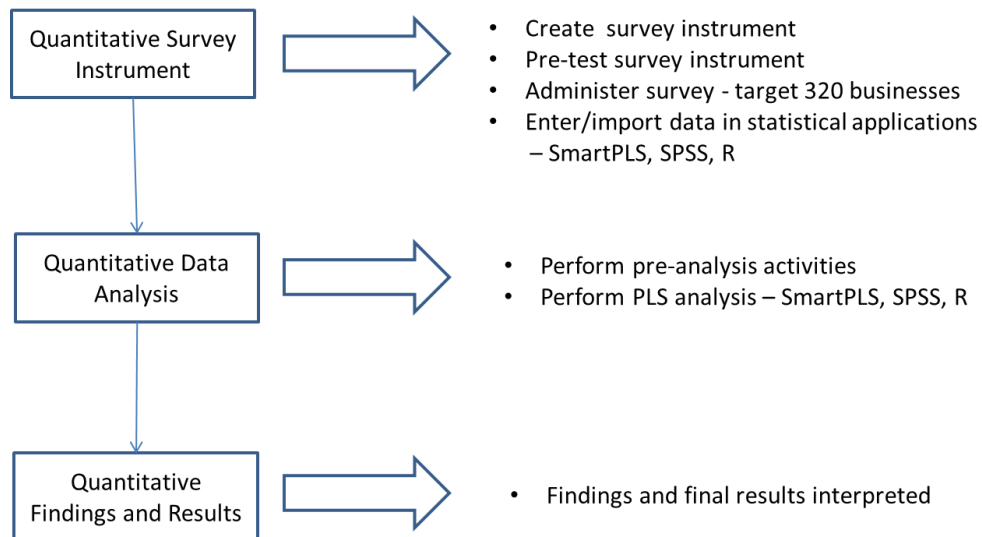 Quantitative Survey
Instrument
• Create survey instrument
• Pre-test survey instrument
• Administer survey - target 320 businesses
• Enter/import data in statistical applications
– SmartPLS, SPSS, R
Quantitative Data
Analysis
• Perform pre-analysis activities
• Perform PLS analysis – SmartPLS, SPSS, R
Quantitative
Findings and Results
• Findings and final results interpreted